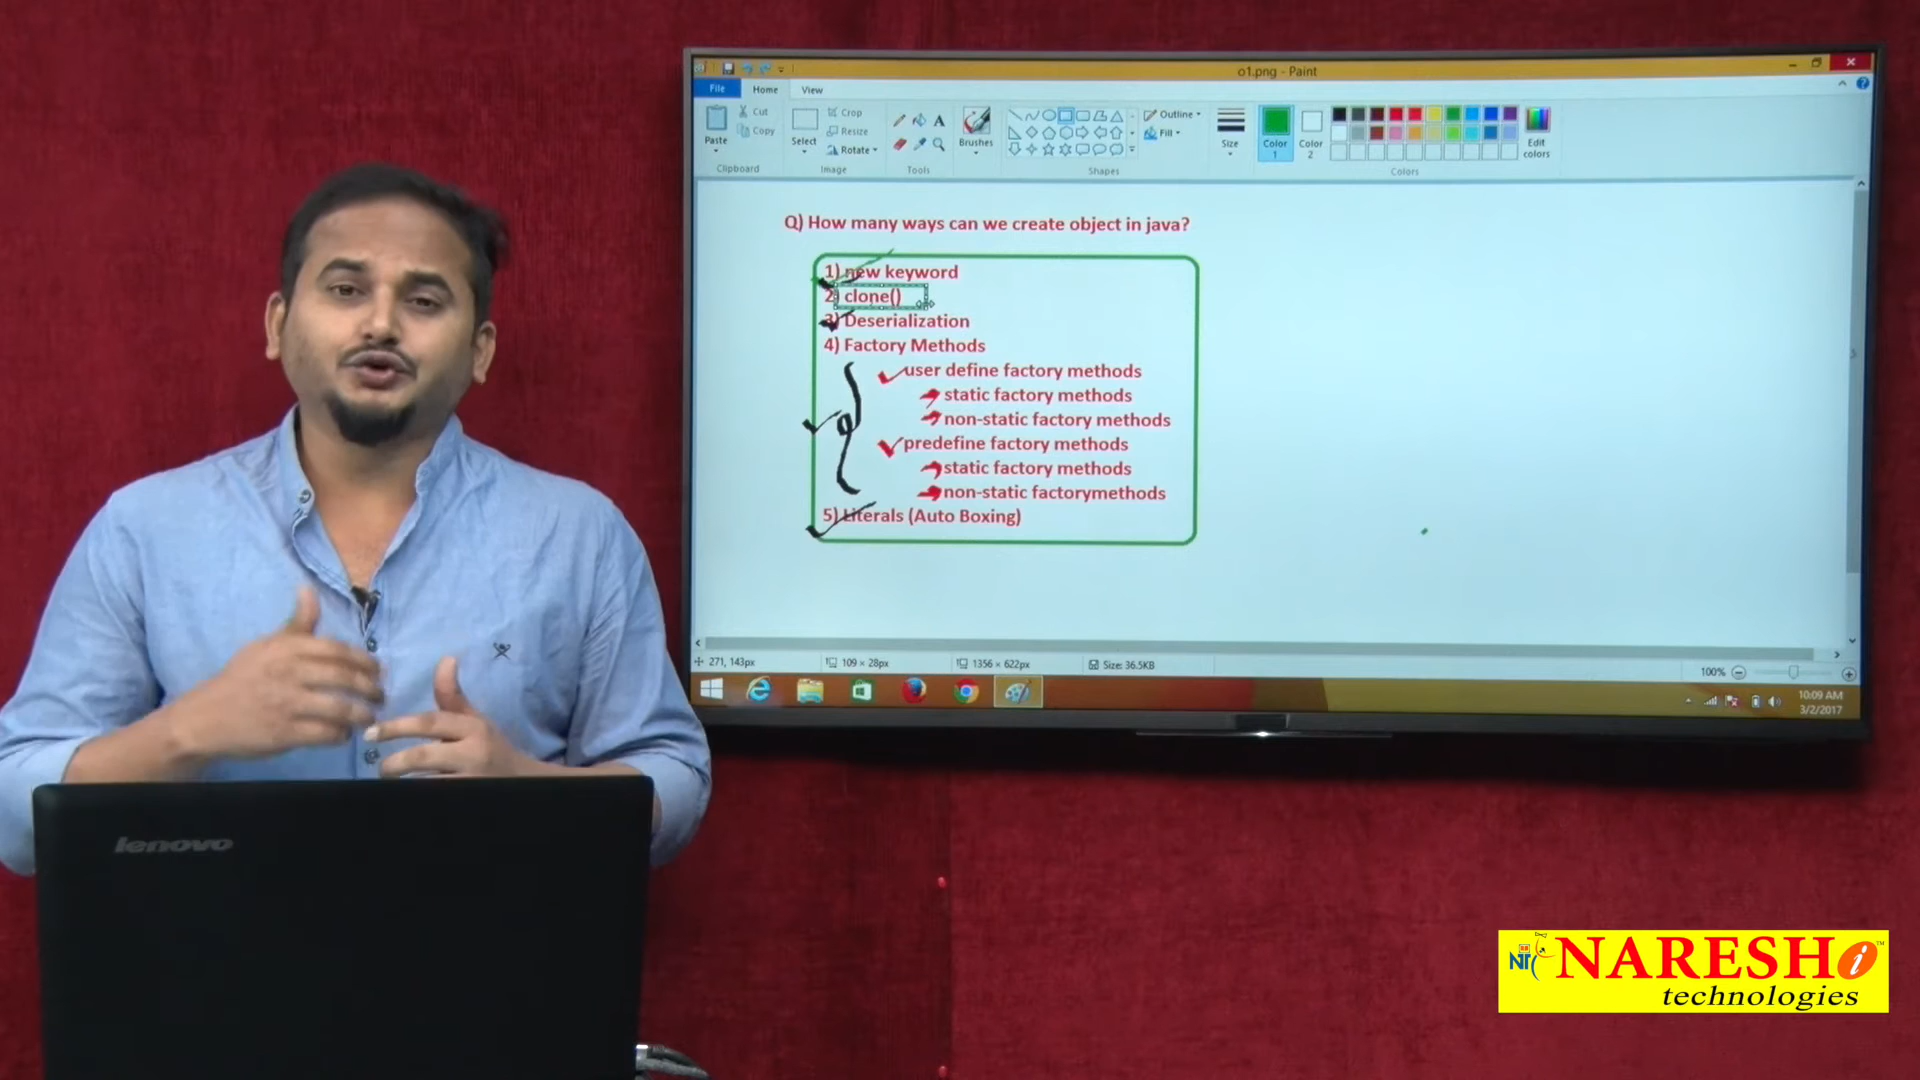 o1.png - Paint
File Home View
Paste
Cut
Copy
Clipboard
Select
Crop
Resize
Rotate
Image
A
Tools
Brushes
Shapes
Outline
Fill
Size
Color 1
Color 2
Edit colors
Colors
Q) How many ways can we create object in java?
1) new keyword
2) clone()
3) Deserialization
4) Factory Methods
user define factory methods
static factory methods
non-static factory methods
predefine factory methods
static factory methods
non-static factorymethods
5) Literals (Auto Boxing)
271, 143px
109 × 28px
1356 × 622px
Size: 36.5KB
100%
10:09 AM
3/2/2017
lenovo
NT
NARESH i ™
technologies